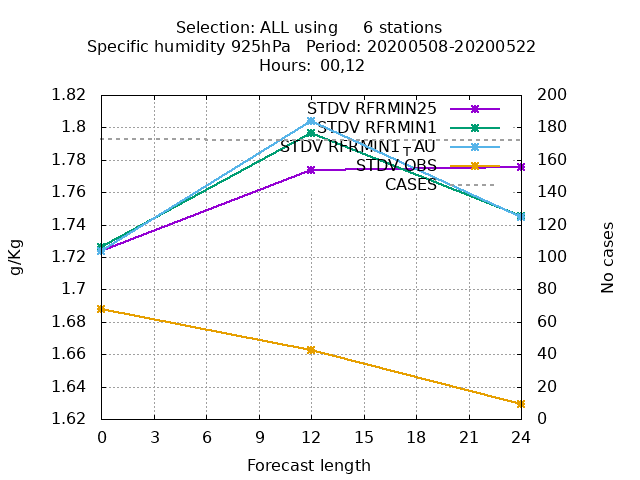 Selection: ALL using     6 stations
Specific humidity 925hPa   Period: 20200508-20200522
Hours:  00,12
STDV RFRMIN25
STDV RFRMIN1
STDV RFRMIN1_AU
STDV OBS
CASES
1.82
1.8
1.78
1.76
1.74
1.72
1.7
1.68
1.66
1.64
1.62
200
180
160
140
120
100
80
60
40
20
0
g/Kg
No cases
0 3 6 9 12 15 18 21 24
Forecast length